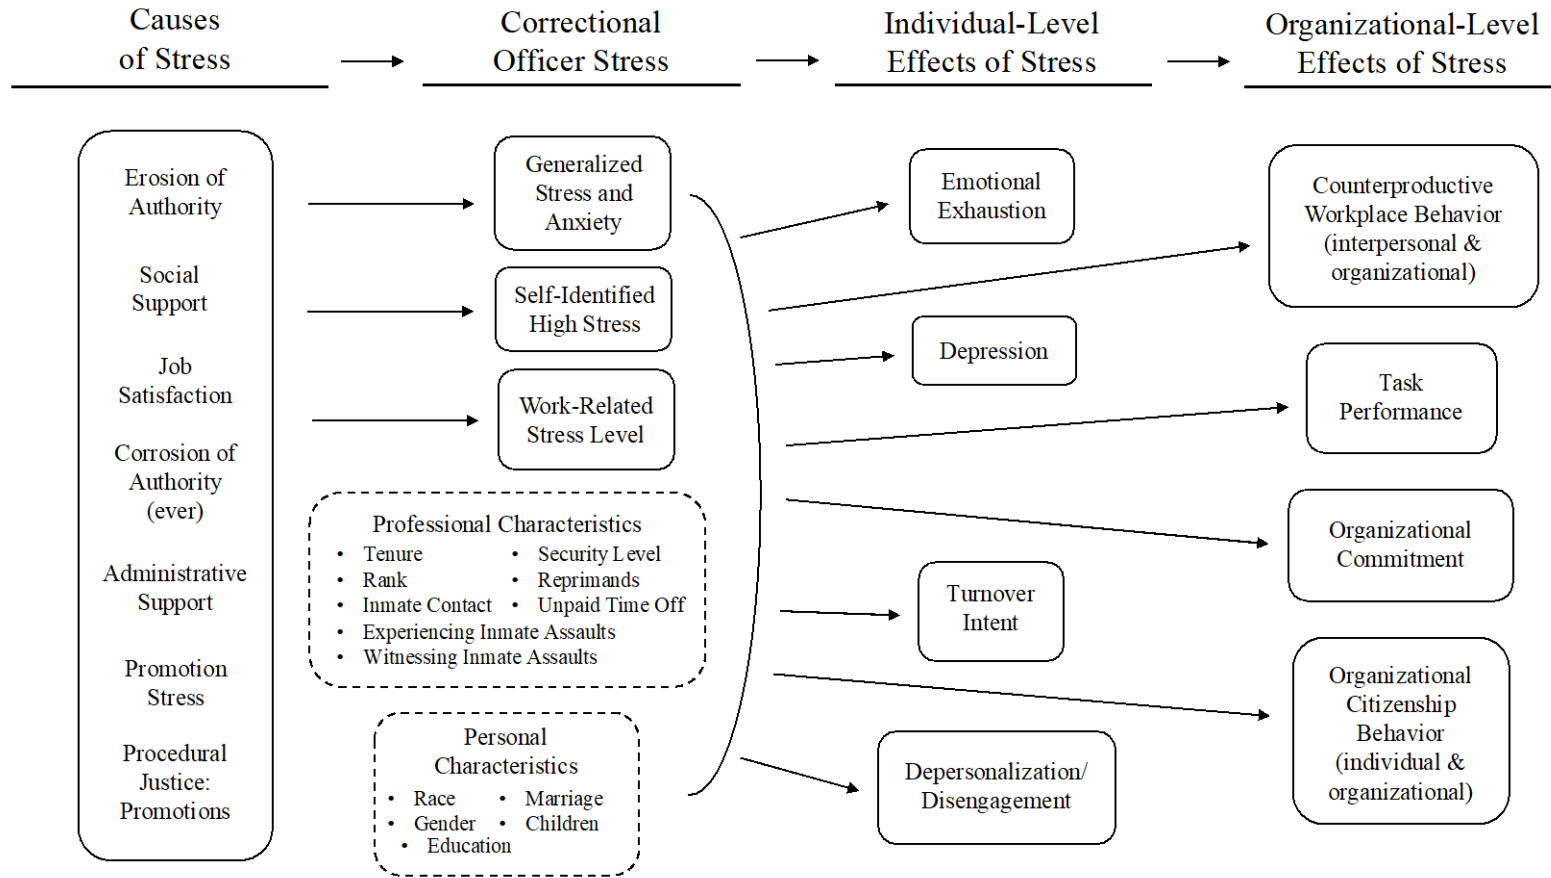 Causes
of Stress
Correctional
Officer Stress
Individual-Level
Effects of Stress
Organizational-Level
Effects of Stress
Erosion of
Authority
Social
Support
Job
Satisfaction
Corrosion of
Authority
(ever)
Administrative
Support
Promotion
Stress
Procedural
Justice:
Promotions
Generalized
Stress and
Anxiety
Self-Identified
High Stress
Work-Related
Stress Level
Professional Characteristics
• Tenure • Security Level
• Rank • Reprimands
• Inmate Contact • Unpaid Time Off
• Experiencing Inmate Assaults
• Witnessing Inmate Assaults
Personal
Characteristics
• Race • Marriage
• Gender • Children
• Education
Emotional
Exhaustion
Depression
Turnover
Intent
Depersonalization/
Disengagement
Counterproductive
Workplace Behavior
(interpersonal &
organizational)
Task
Performance
Organizational
Commitment
Organizational
Citizenship
Behavior
(individual &
organizational)